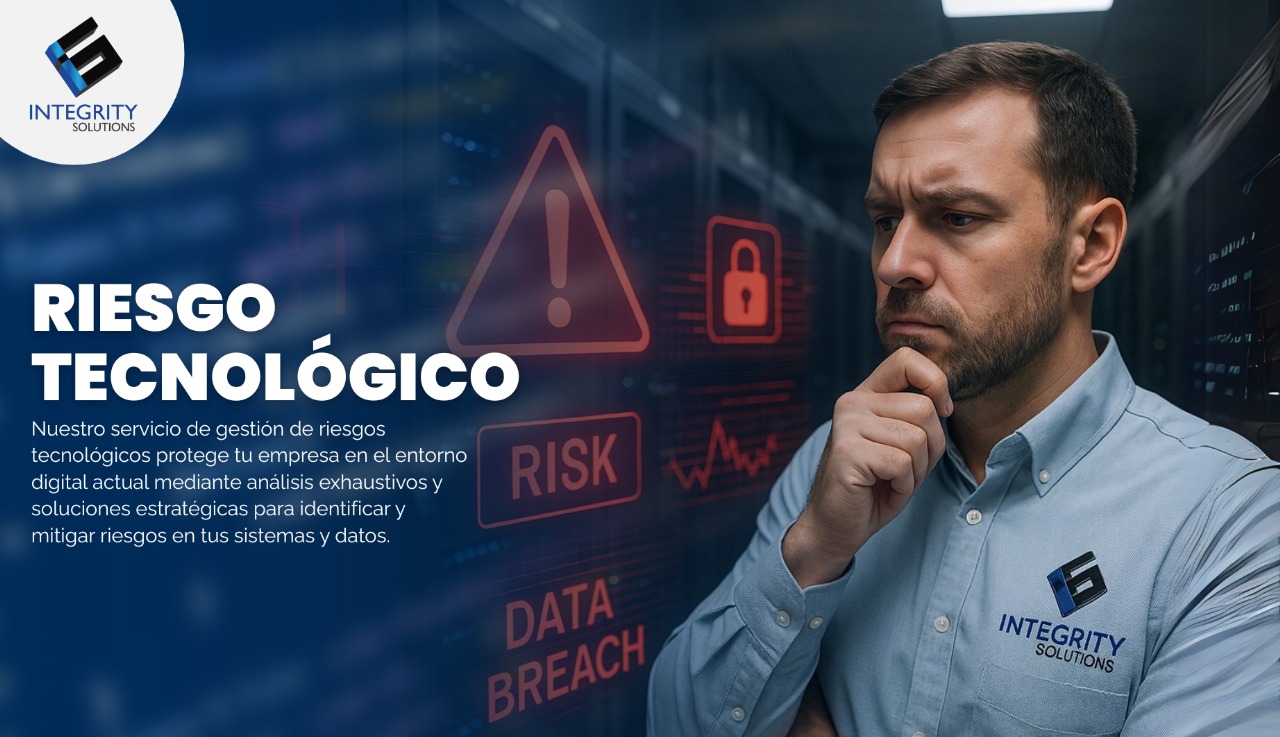 INTEGRITY
SOLUTIONS
RIESGO
TECNOLÓGICO
Nuestro servicio de gestión de riesgos
tecnológicos protege tu empresa en el entorno
digital actual mediante análisis exhaustivos y
soluciones estratégicas para identificar y
mitigar riesgos en tus sistemas y datos.
RISK
DATA
BREACH
INTEGRITY
SOLUTIONS